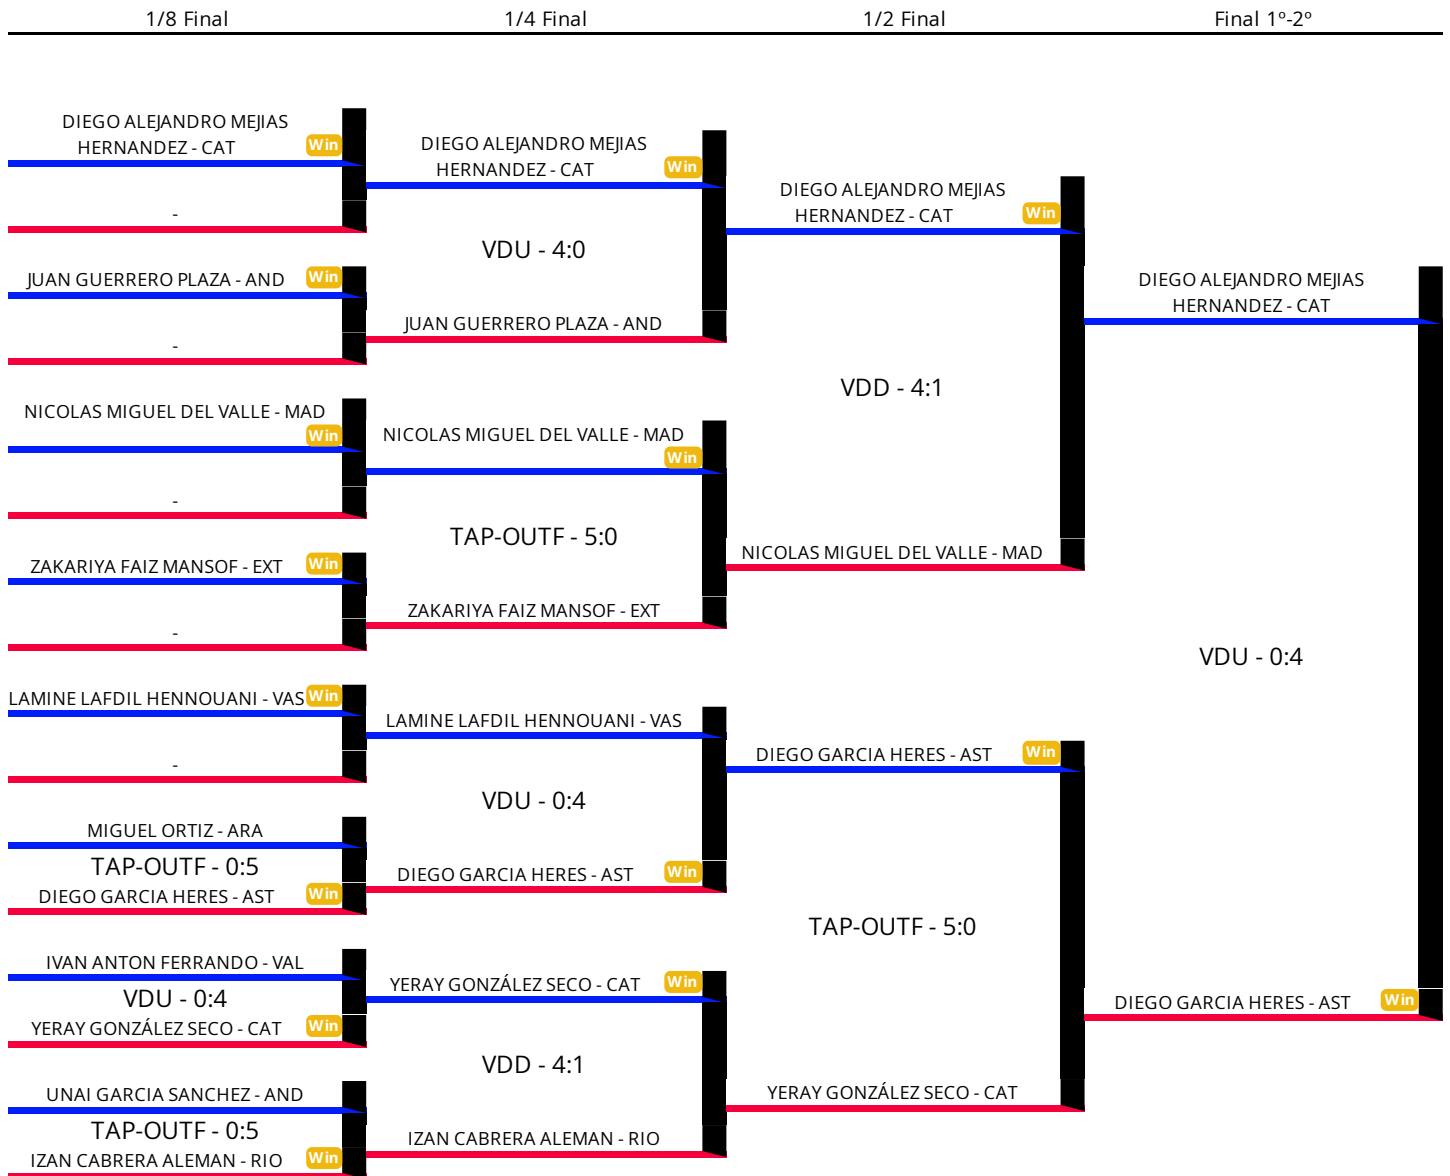 1/8 Final
1/4 Final
1/2 Final
Final 1º-2º
DIEGO ALEJANDRO MEJIAS
HERNANDEZ - CAT
Win
-
JUAN GUERRERO PLAZA - AND
Win
-
NICOLAS MIGUEL DEL VALLE - MAD
Win
-
ZAKARIYA FAIZ MANSOF - EXT
Win
-
LAMINE LAFDIL HENNOUANI - VAS
Win
-
MIGUEL ORTIZ - ARA
TAP-OUTF - 0:5
DIEGO GARCIA HERES - AST
Win
IVAN ANTON FERRANDO - VAL
VDU - 0:4
YERAY GONZÁLEZ SECO - CAT
Win
UNAI GARCIA SANCHEZ - AND
TAP-OUTF - 0:5
IZAN CABRERA ALEMAN - RIO
Win
DIEGO ALEJANDRO MEJIAS
HERNANDEZ - CAT
Win
VDU - 4:0
JUAN GUERRERO PLAZA - AND
NICOLAS MIGUEL DEL VALLE - MAD
Win
TAP-OUTF - 5:0
ZAKARIYA FAIZ MANSOF - EXT
LAMINE LAFDIL HENNOUANI - VAS
VDU - 0:4
DIEGO GARCIA HERES - AST
Win
YERAY GONZÁLEZ SECO - CAT
Win
VDD - 4:1
IZAN CABRERA ALEMAN - RIO
DIEGO ALEJANDRO MEJIAS
HERNANDEZ - CAT
Win
VDD - 4:1
NICOLAS MIGUEL DEL VALLE - MAD
DIEGO GARCIA HERES - AST
Win
TAP-OUTF - 5:0
YERAY GONZÁLEZ SECO - CAT
DIEGO ALEJANDRO MEJIAS
HERNANDEZ - CAT
VDU - 0:4
DIEGO GARCIA HERES - AST
Win